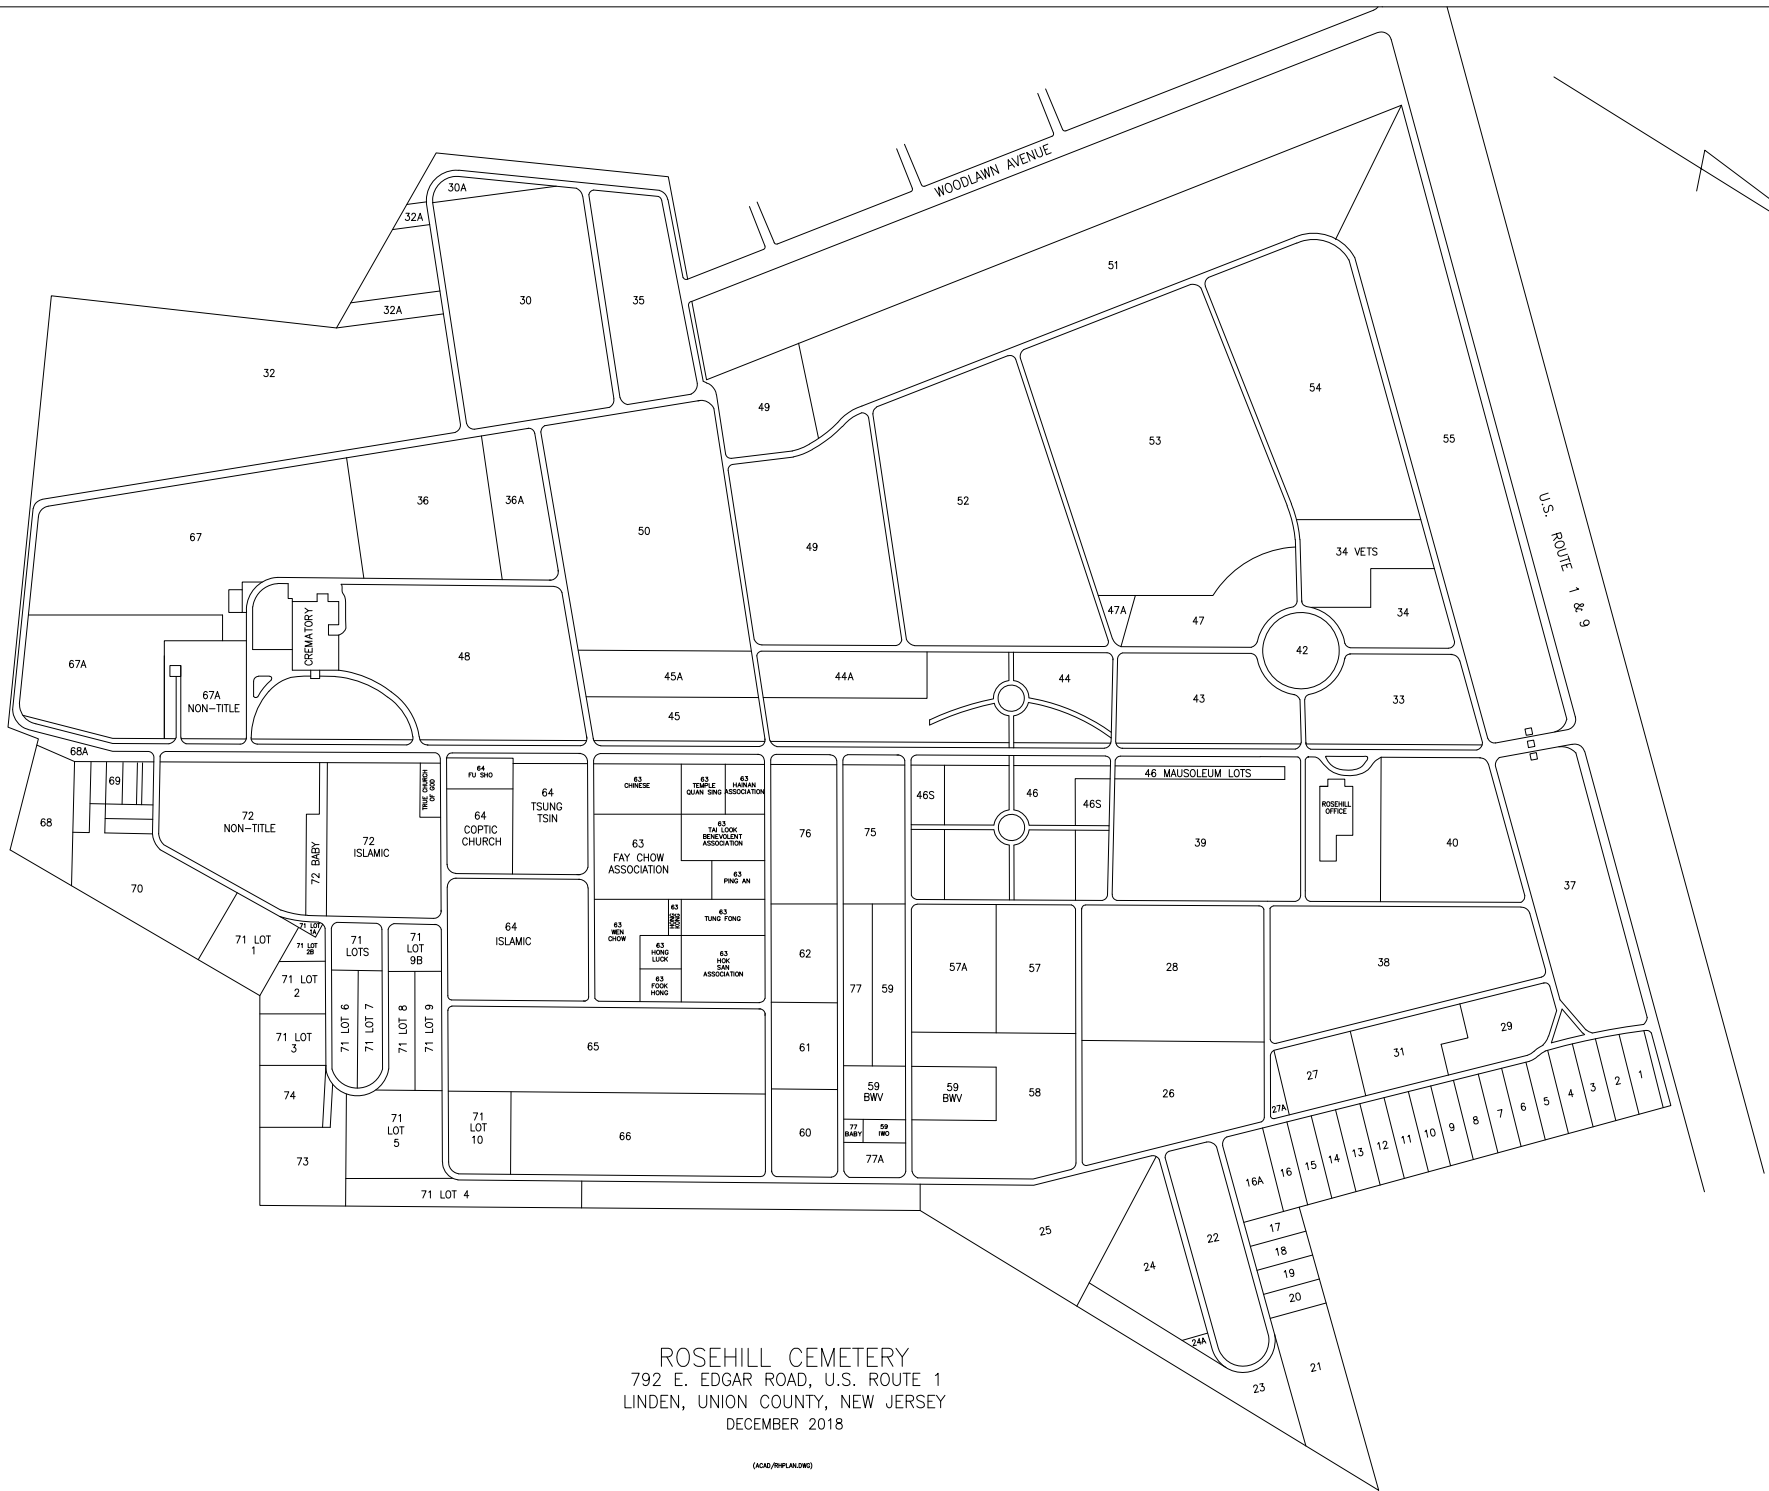 WOODLAWN AVENUE
30A
32A
51
30
35
32A
32
54
49
55
53
36
36A
52
U.S. ROUTE 1 & 9
50
67
49
34 VETS
47A
47
34
CREMATORY
42
48
67A
45A
44A
44
67A
NON-TITLE
43
33
45
68A
69
64
FU SHO
TRUE CHURCH
OF GOD
63
CHINESE
63
TEMPLE
QUAN SING
63
HAINAN
ASSOCIATION
46 MAUSOLEUM LOTS
46S
46
46S
ROSEHILL
OFFICE
64
TSUNG
TSIN
68
72
NON-TITLE
72
ISLAMIC
72 BABY
64
COPTIC
CHURCH
63
TAI LOOK
BENEVOLENT
ASSOCIATION
76
75
39
40
63
FAY CHOW
ASSOCIATION
63
PING AN
70
37
63
WEN
CHOW
63
HONG
KONG
63
TUNG FONG
71 LOT
1
71 LOT
1A
71 LOT
2B
71
LOTS
71
LOT
9B
64
ISLAMIC
63
HONG
LUCK
63
HOK
SAN
ASSOCIATION
62
57A
57
28
38
71 LOT
2
63
FOOK
HONG
77
59
71 LOT
3
71 LOT 6
71 LOT 7
71 LOT 8
71 LOT 9
65
61
29
31
27
27A
74
59
BWV
59
BWV
58
26
1
2
3
4
5
6
7
8
9
10
11
12
13
14
15
16
16A
71
LOT
5
71
LOT
10
66
60
77
BABY
59
IWO
77A
73
71 LOT 4
25
24
22
17
18
19
20
24A
21
23
ROSEHILL CEMETERY
792 E. EDGAR ROAD, U.S. ROUTE 1
LINDEN, UNION COUNTY, NEW JERSEY
DECEMBER 2018
(ACAD/RHPLAN.DWG)